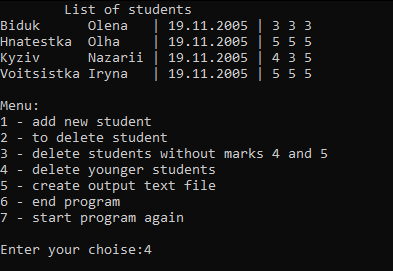 List of students
Biduk Olena | 19.11.2005 | 3 3 3
Hnatestka Olha | 19.11.2005 | 5 5 5
Kyziv Nazarii | 19.11.2005 | 4 3 5
Voitsistka Iryna | 19.11.2005 | 5 5 5
Menu:
1 - add new student
2 - to delete student
3 - delete students without marks 4 and 5
4 - delete younger students
5 - create output text file
6 - end program
7 - start program again
Enter your choise:4